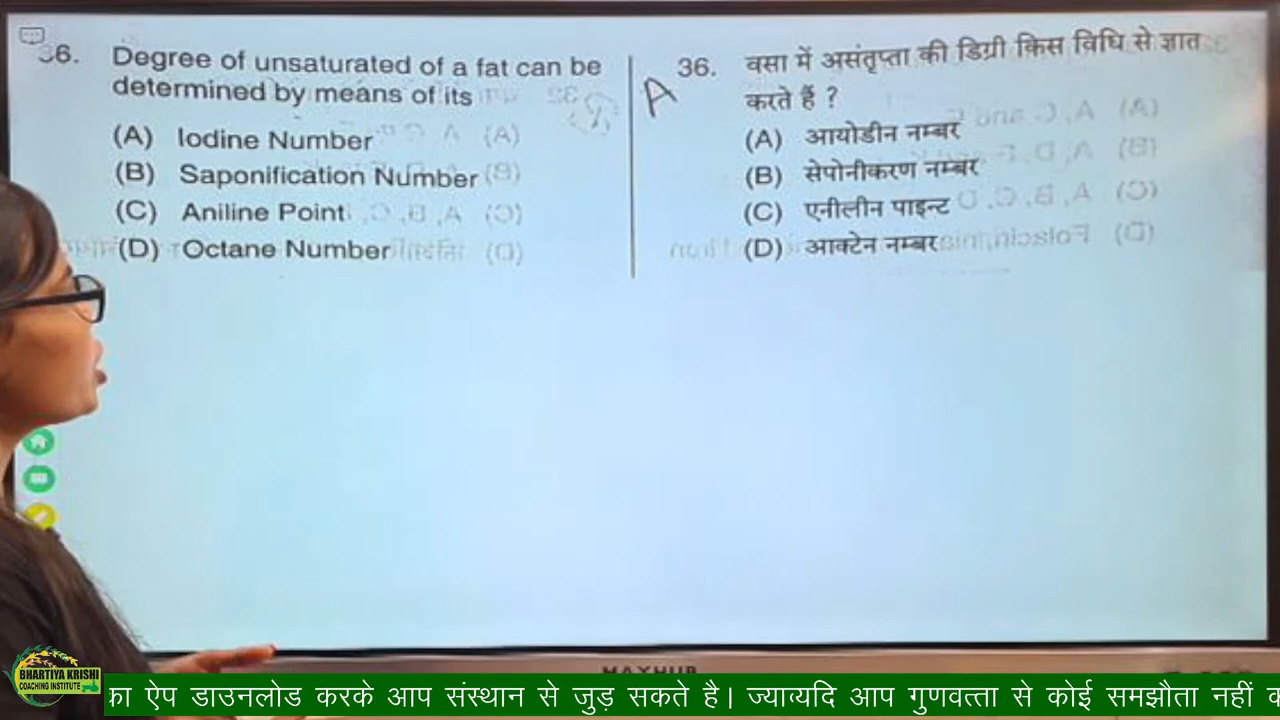 36. Degree of unsaturated of a fat can be
determined by means of its
(A) Iodine Number
(B) Saponification Number
(C) Aniline Point
(D) Octane Number
A
36. वसा में असंतृप्ता की डिग्री किस विधि से ज्ञात
करते हैं ?
(A) आयोडीन नम्बर
(B) सेपोनीकरण नम्बर
(C) एनीलीन पाइन्ट
(D) आक्टेन नम्बर
MAXHUB
BHARTIYA KRISHI
COACHING INSTITUTE
का ऐप डाउनलोड करके आप संस्थान से जुड़ सकते है। ज्याव्यदि आप गुणवत्ता से कोई समझौता नहीं